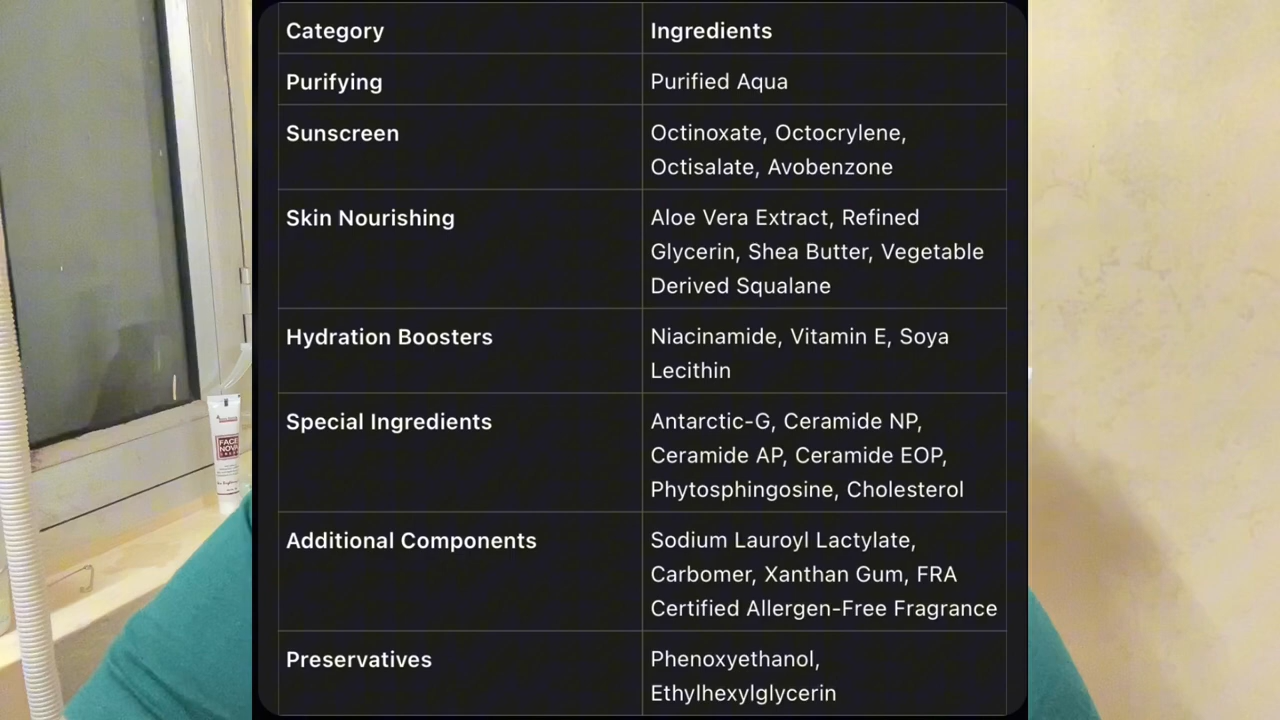 Category Ingredients
Purifying Purified Aqua
Sunscreen Octinoxate, Octocrylene,
Octisalate, Avobenzone
Skin Nourishing Aloe Vera Extract, Refined
Glycerin, Shea Butter, Vegetable
Derived Squalane
Hydration Boosters Niacinamide, Vitamin E, Soya
Lecithin
Special Ingredients Antarctic-G, Ceramide NP,
Ceramide AP, Ceramide EOP,
Phytosphingosine, Cholesterol
Additional Components Sodium Lauroyl Lactylate,
Carbomer, Xanthan Gum, FRA
Certified Allergen-Free Fragrance
Preservatives Phenoxyethanol,
Ethylhexylglycerin
FACE
NOVA